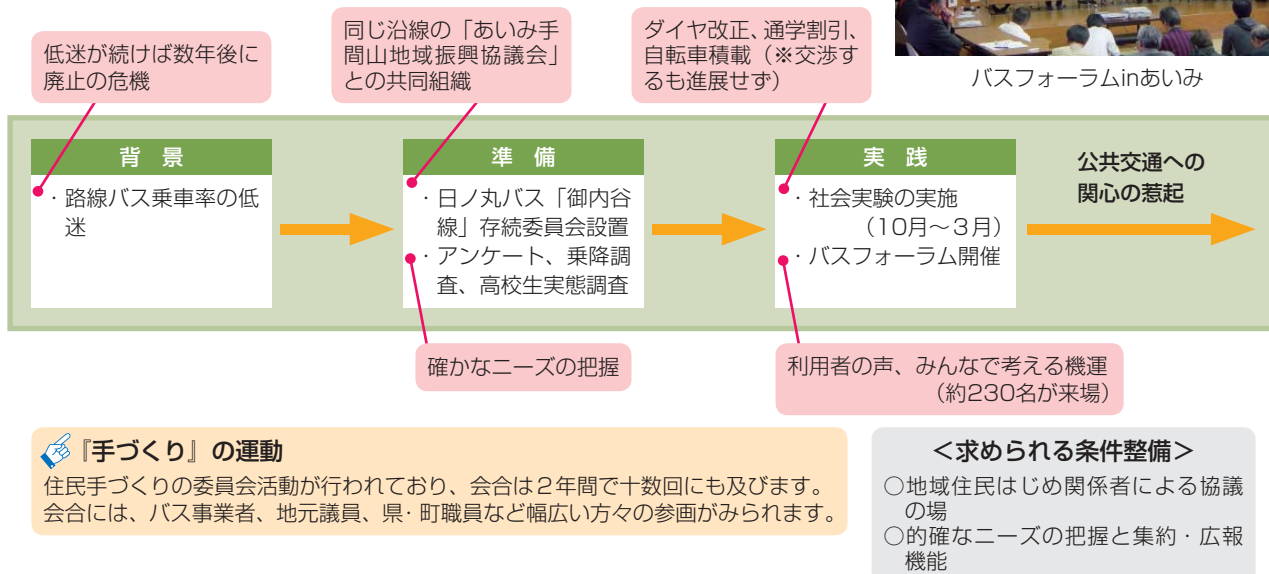 低迷が続けば数年後に
廃止の危機
同じ沿線の「あいみ手
間山地域振興協議会」
との共同組織
ダイヤ改正、通学割引、
自転車積載（※交渉す
るも進展せず）
バスフォーラムinあいみ
背 景
・路線バス乗車率の低
迷
準 備
・日ノ丸バス「御内谷
線」存続委員会設置
・アンケート、乗降調
査、高校生実態調査
実 践
・社会実験の実施
（10月～３月）
・バスフォーラム開催
公共交通への
関心の惹起
確かなニーズの把握
利用者の声、みんなで考える機運
（約230名が来場）
『手づくり』の運動
住民手づくりの委員会活動が行われており、会合は２年間で十数回にも及びます。
会合には、バス事業者、地元議員、県・町職員など幅広い方々の参画がみられます。
＜求められる条件整備＞
○地域住民はじめ関係者による協議
の場
○的確なニーズの把握と集約・広報
機能